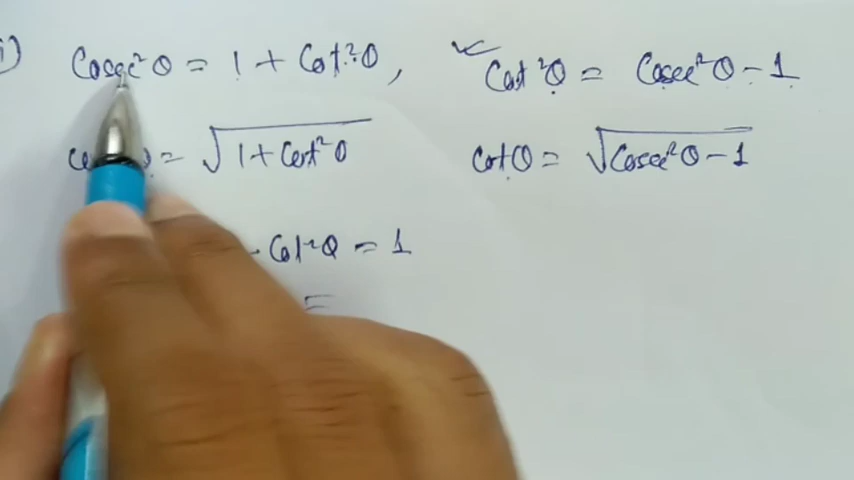 Cosec²θ = 1 + Cot²θ, Cot²θ = Cosec²θ - 1
= √1 + Cot²θ cotθ = √Cosec²θ - 1
- Cot²θ = 1
=